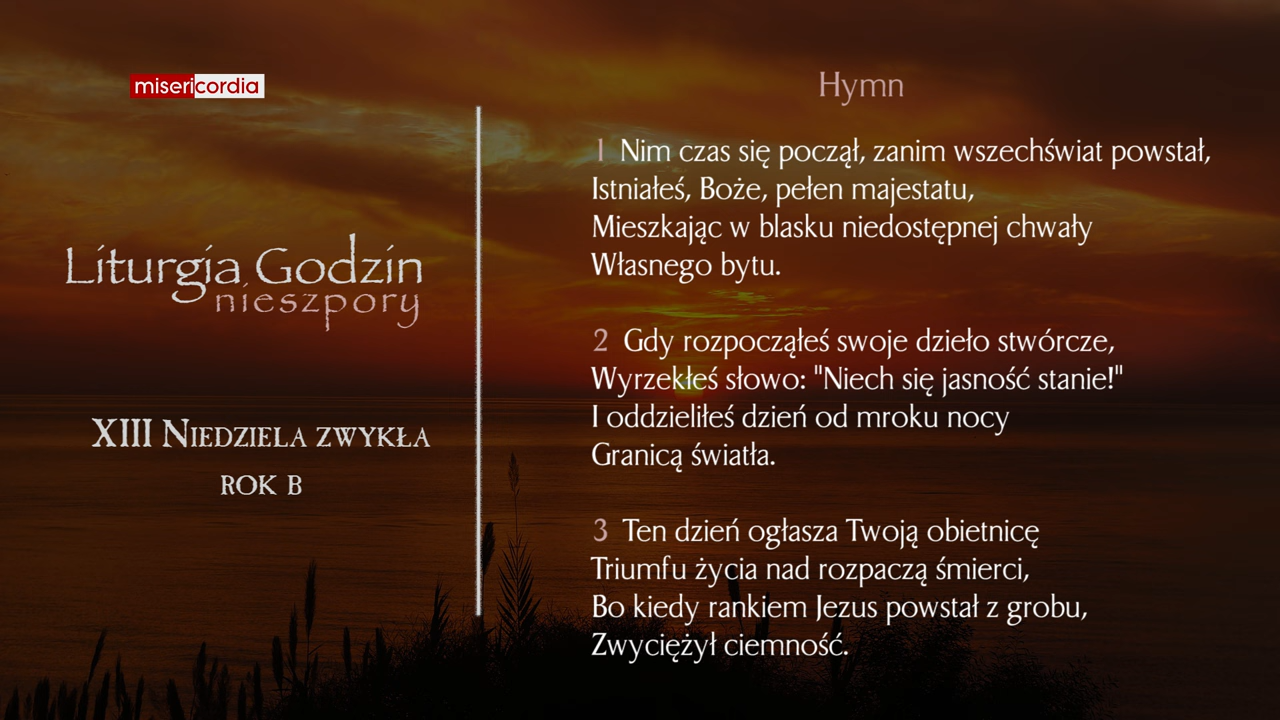 misericordia
Liturgia Godzin
nieszpory
XIII Niedziela zwykła
rok B
Hymn
1 Nim czas się począł, zanim wszechświat powstał,
Istniałeś, Boże, pełen majestatu,
Mieszkając w blasku niedostępnej chwały
Własnego bytu.
2 Gdy rozpocząłeś swoje dzieło stwórcze,
Wyrzekłeś słowo: "Niech się jasność stanie!"
I oddzieliłeś dzień od mroku nocy
Granicą światła.
3 Ten dzień ogłasza Twoją obietnicę
Triumfu życia nad rozpaczą śmierci,
Bo kiedy rankiem Jezus powstał z grobu,
Zwyciężył ciemność.